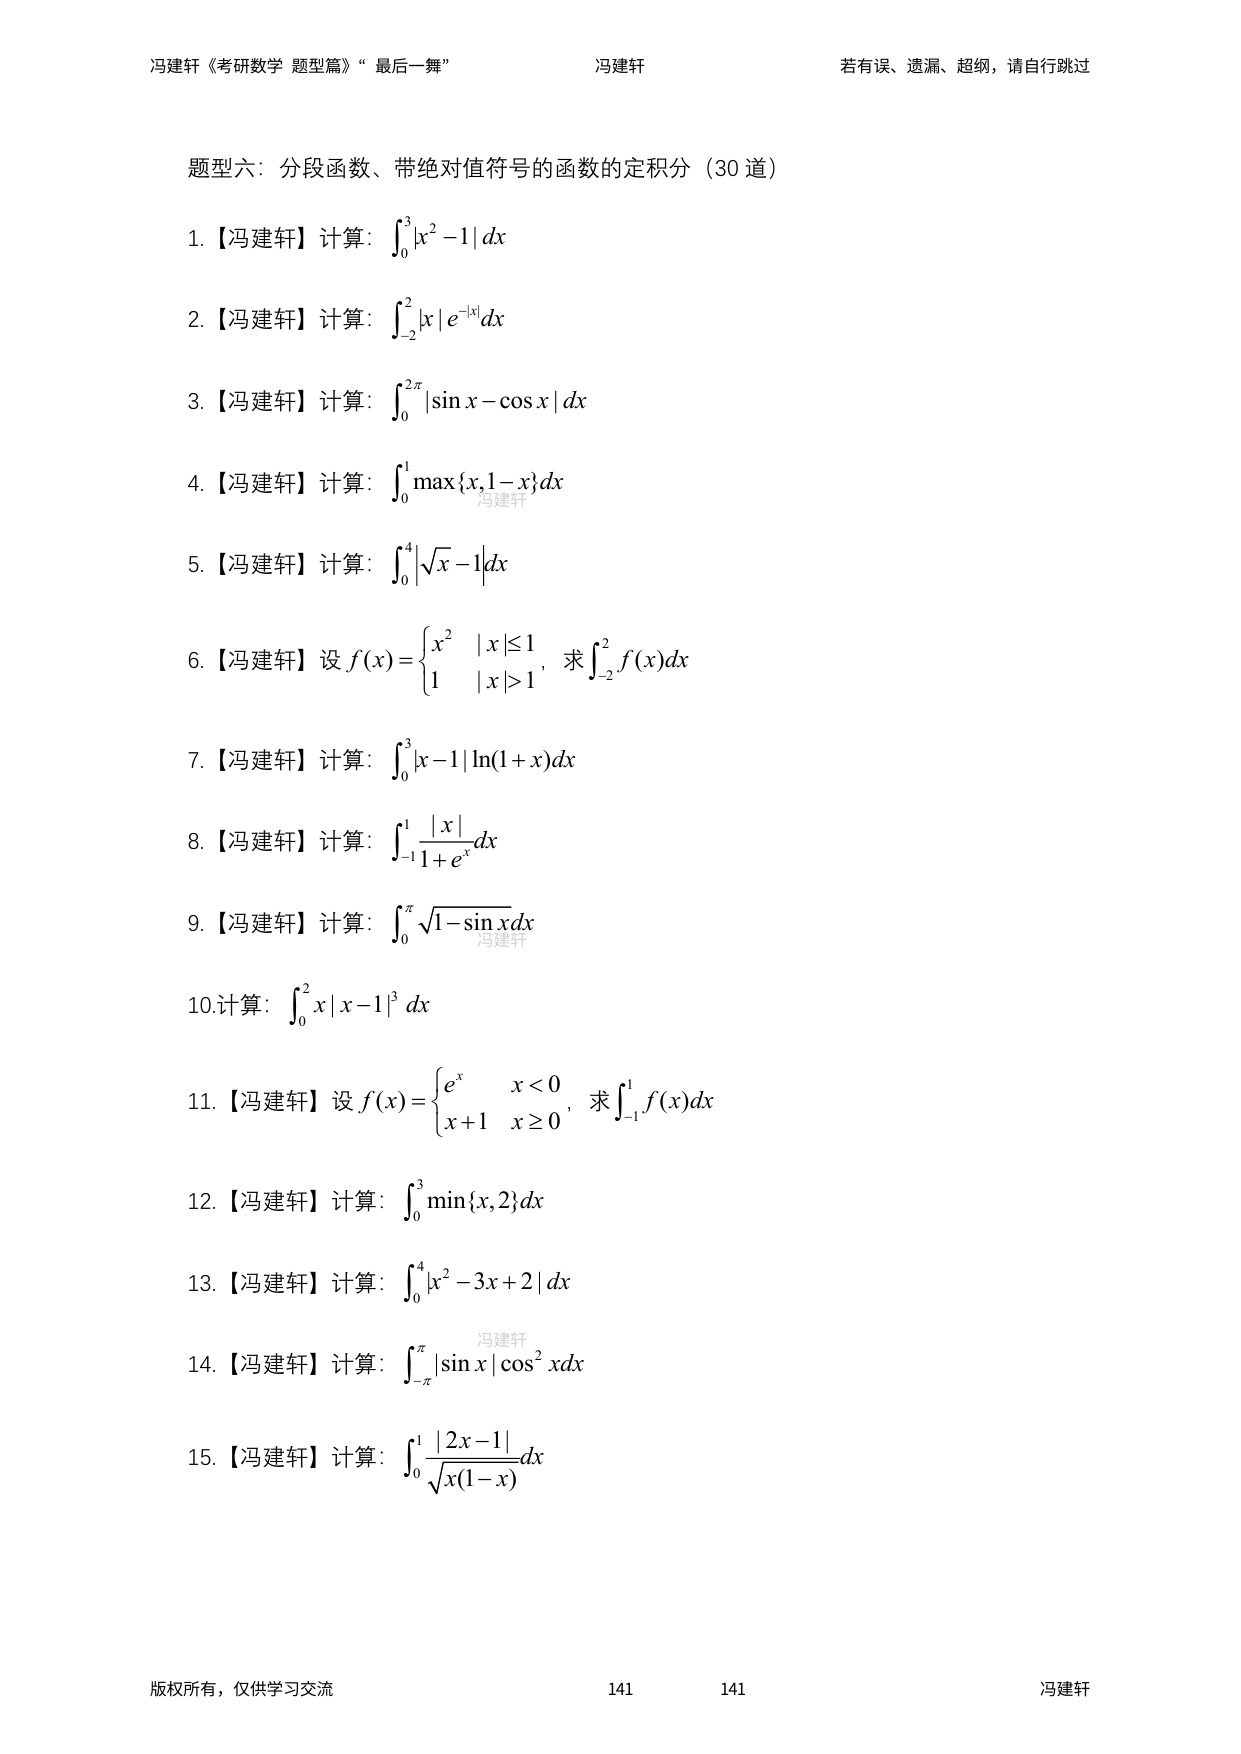 冯建轩《考研数学 题型篇》“ 最后一舞” 冯建轩 若有误、遗漏、超纲，请自行跳过
题型六：分段函数、带绝对值符号的函数的定积分（30 道）
1.【冯建轩】计算：∫_0^3 |x^2 − 1| dx
2.【冯建轩】计算：∫_{−2}^2 |x| e^{−|x|} dx
3.【冯建轩】计算：∫_0^{2π} |sin x − cos x| dx
4.【冯建轩】计算：∫_0^1 max{x,1 − x}dx
冯建轩
5.【冯建轩】计算：∫_0^4 |√x − 1| dx
6.【冯建轩】设 f(x) = { x^2 |x| ≤ 1; 1 |x| > 1 ，求∫_{−2}^2 f(x)dx
7.【冯建轩】计算：∫_0^3 |x − 1| ln(1 + x)dx
8.【冯建轩】计算：∫_{−1}^1 |x|/(1 + e^x) dx
9.【冯建轩】计算：∫_0^π √(1 − sin x) dx
冯建轩
10.计算：∫_0^2 x | x − 1|^3 dx
11.【冯建轩】设 f(x) = { e^x x < 0; x + 1 x ≥ 0 ，求∫_{−1}^1 f(x)dx
12.【冯建轩】计算：∫_0^3 min{x, 2}dx
13.【冯建轩】计算：∫_0^4 |x^2 − 3x + 2| dx
冯建轩
14.【冯建轩】计算：∫_{−π}^π |sin x| cos^2 xdx
15.【冯建轩】计算：∫_0^1 |2x − 1|/√(x(1 − x)) dx
版权所有，仅供学习交流 141 141 冯建轩